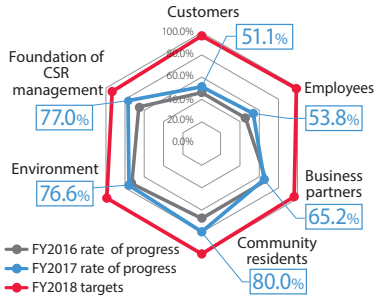 Customers
100.0%
80.0%
60.0%
40.0%
20.0%
0.0%
51.1%
Foundation of
CSR
management
77.0%
Employees
53.8%
Environment
76.6%
Business
partners
65.2%
Community
residents
80.0%
FY2016 rate of progress
FY2017 rate of progress
FY2018 targets